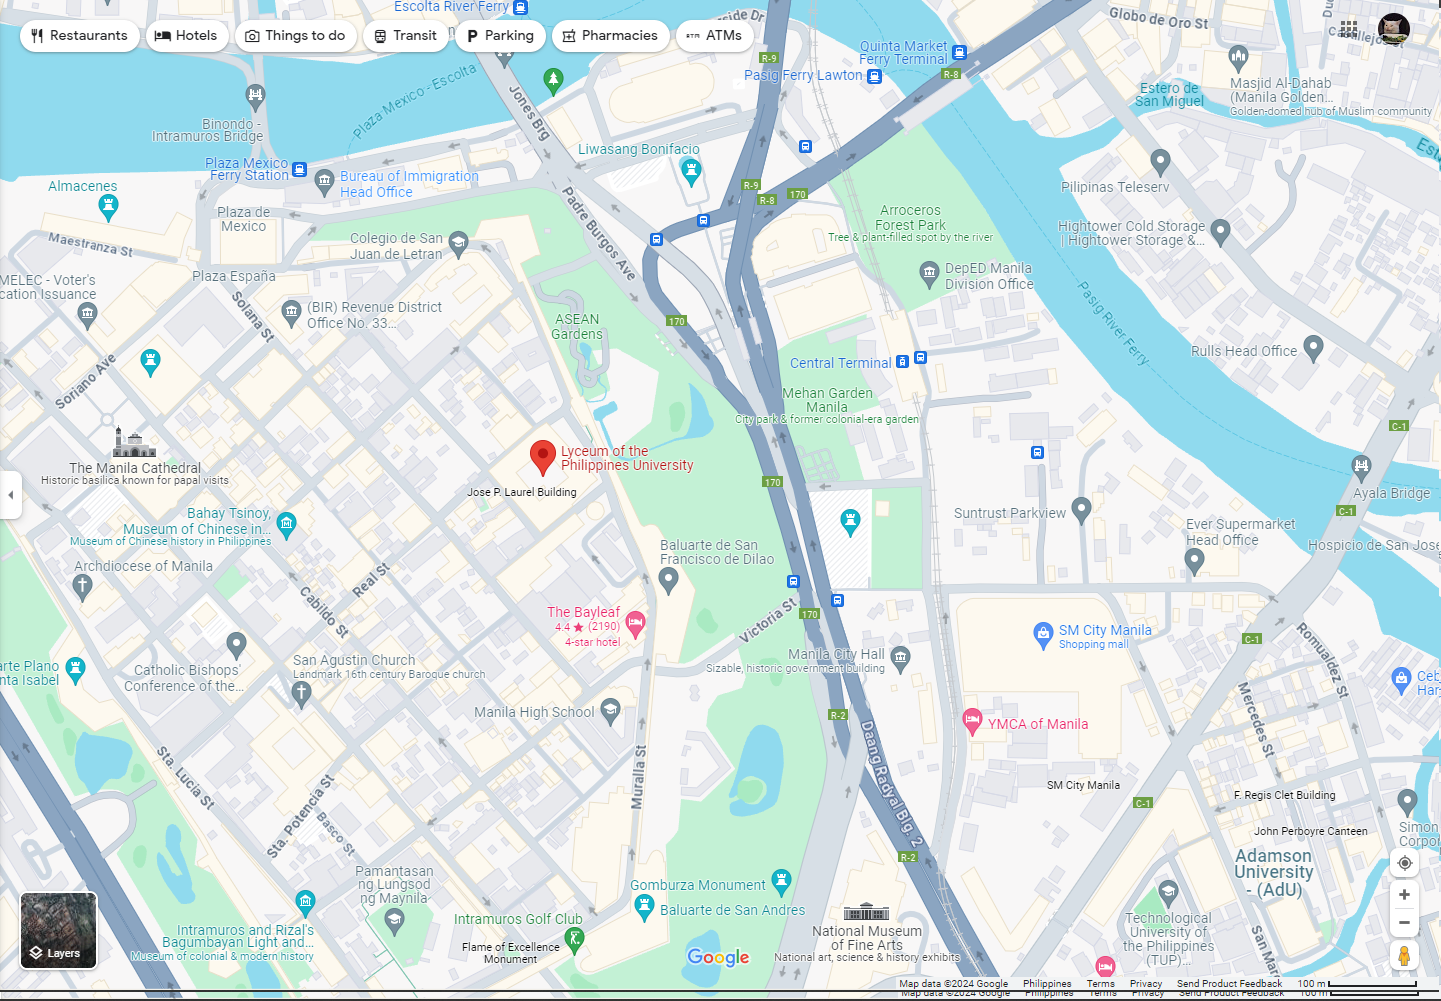 Escolta River Ferry
Restaurants
Hotels
Things to do
Transit
Parking
Pharmacies
ATMs
Globo de Oro St
R-9
Quinta Market
Ferry Terminal
Pasig Ferry Lawton
R-8
Plaza Mexico - Escolta
Jones Brg
Estero de
San Miguel
Masjid Al-Dahab
(Manila Golden...
Golden-domed hub of Muslim community
Binondo -
Intramuros Bridge
Liwasang Bonifacio
Plaza Mexico
Ferry Station
Bureau of Immigration
Head Office
Almacenes
Plaza de
Mexico
Padre Burgos Ave
R-9
R-8
170
Pilipinas Teleserv
Arroceros
Forest Park
Tree & plant-filled spot by the river
Hightower Cold Storage
| Hightower Storage &...
Maestranza St
Colegio de San
Juan de Letran
Plaza España
MELEC - Voter's
cation Issuance
DepED Manila
Division Office
Solana St
(BIR) Revenue District
Office No. 33...
ASEAN
Gardens
170
Pasig River Ferry
Rulls Head Office
Soriano Ave
Central Terminal
Mehan Garden
Manila
City park & former colonial-era garden
C-1
The Manila Cathedral
Historic basilica known for papal visits
Lyceum of the
Philippines University
Jose P. Laurel Building
170
Ayala Bridge
C-1
Bahay Tsinoy,
Museum of Chinese in...
Museum of Chinese history in Philippines
Suntrust Parkview
Ever Supermarket
Head Office
Hospicio de San Jose
Archdiocese of Manila
Real St
Cabildo St
Baluarte de San
Francisco de Dilao
The Bayleaf
4.4 ★ (2190)
4-star hotel
Victoria St
170
SM City Manila
Shopping mall
C-1
Romualdez St
Manila City Hall
Sizable, historic government building
arte Plano
nta Isabel
Catholic Bishops'
Conference of the...
San Agustin Church
Landmark 16th century Baroque church
Manila High School
R-2
Daang Radyal Blg. 2
YMCA of Manila
Mercedes St
Ceb
Har
Sta. Lucia St
Muralla St
SM City Manila
C-1
F. Regis Clet Building
John Perboyre Canteen
Simon
Corpor
Sta. Potencia St
Basco St
R-2
Adamson
University
- (AdU)
Pamantasan
ng Lungsod
ng Maynila
Gomburza Monument
Baluarte de San Andres
Intramuros Golf Club
Flame of Excellence
Monument
Intramuros and Rizal's
Bagumbayan Light and...
Museum of colonial & modern history
National Museum
of Fine Arts
National art, science & history exhibits
Technological
University of
the Philippines
(TUP)...
Layers
Google
Map data ©2024 Google
Philippines
Terms
Privacy
Send Product Feedback
100 m